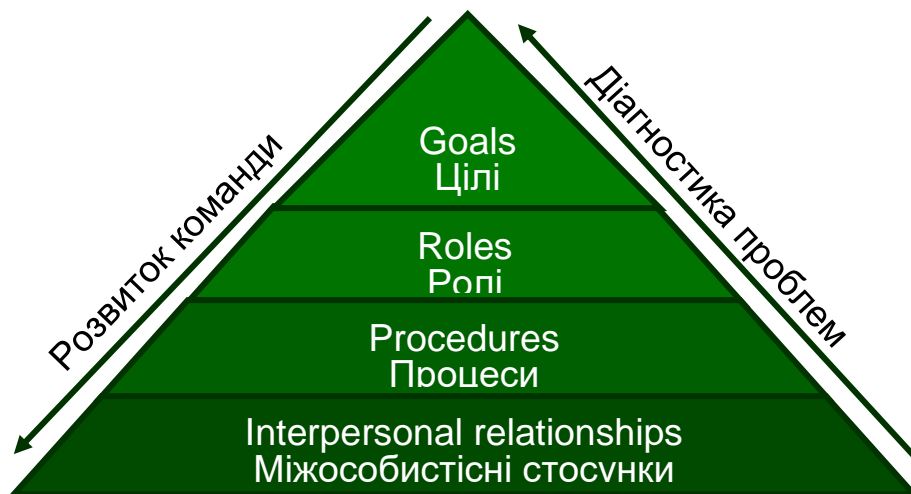 Розвиток команди
Діагностика проблем
Goals
Цілі
Roles
Ролі
Procedures
Процеси
Interpersonal relationships
Міжособистісні стосунки